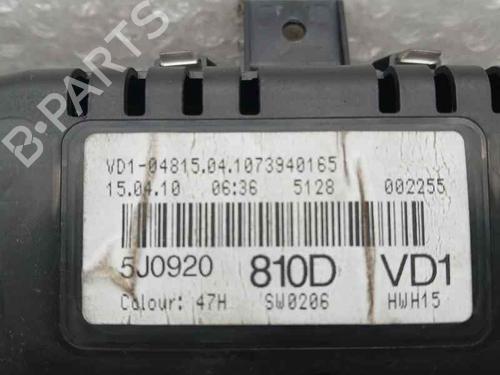 B-PARTS
VD1-04815.04.1073940165
15.04.10 06:36 5128 002255
5J0920 810D VD1
Colour: 47H SW0206 HWH15